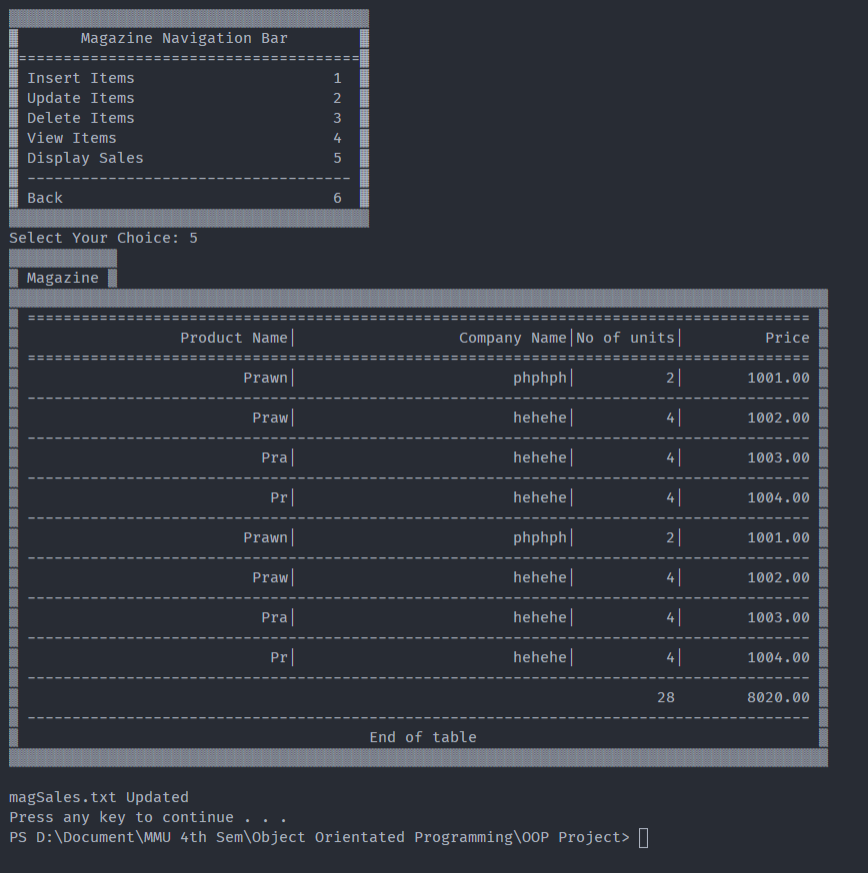 Magazine Navigation Bar
======================================
Insert Items 1
Update Items 2
Delete Items 3
View Items 4
Display Sales 5
------------------------------------
Back 6
Select Your Choice: 5
Magazine
=======================================================================================
Product Name| Company Name|No of units| Price
=======================================================================================
Prawn| phphph| 2| 1001.00
---------------------------------------------------------------------------------------
Praw| hehehe| 4| 1002.00
---------------------------------------------------------------------------------------
Pra| hehehe| 4| 1003.00
---------------------------------------------------------------------------------------
Pr| hehehe| 4| 1004.00
---------------------------------------------------------------------------------------
Prawn| phphph| 2| 1001.00
---------------------------------------------------------------------------------------
Praw| hehehe| 4| 1002.00
---------------------------------------------------------------------------------------
Pra| hehehe| 4| 1003.00
---------------------------------------------------------------------------------------
Pr| hehehe| 4| 1004.00
---------------------------------------------------------------------------------------
28 8020.00
---------------------------------------------------------------------------------------
End of table
magSales.txt Updated
Press any key to continue . . .
PS D:\Document\MMU 4th Sem\Object Orientated Programming\OOP Project>